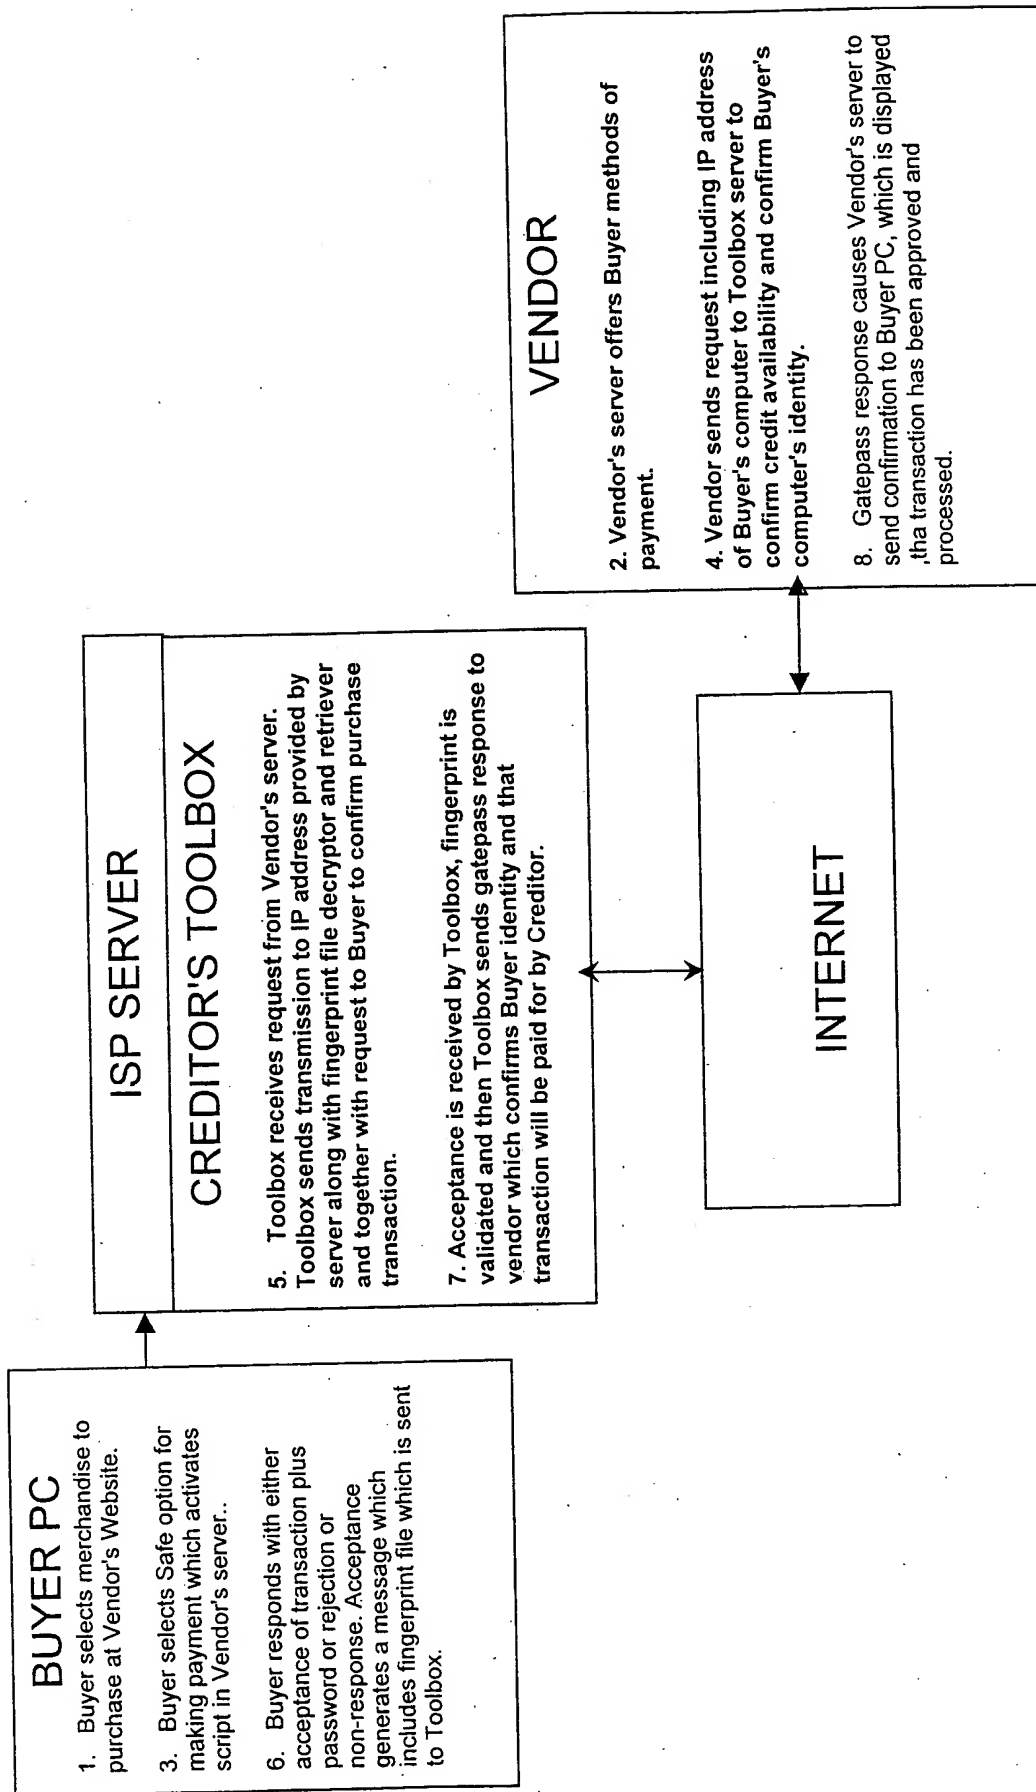 BUYER PC
1. Buyer selects merchandise to
purchase at Vendor's Website.
3. Buyer selects Safe option for
making payment which activates
script in Vendor's server..
6. Buyer responds with either
acceptance of transaction plus
password or rejection or
non-response. Acceptance
generates a message which
includes fingerprint file which is sent
to Toolbox.
ISP SERVER
CREDITOR'S TOOLBOX
5. Toolbox receives request from Vendor's server.
Toolbox sends transmission to IP address provided by
server along with fingerprint file decryptor and retriever
and together with request to Buyer to confirm purchase
transaction.
7. Acceptance is received by Toolbox, fingerprint is
validated and then Toolbox sends gatepass response to
vendor which confirms Buyer identity and that
transaction will be paid for by Creditor.
INTERNET
VENDOR
2. Vendor's server offers Buyer methods of
payment.
4. Vendor sends request including IP address
of Buyer's computer to Toolbox server to
confirm credit availability and confirm Buyer's
computer's identity.
8. Gatepass response causes Vendor's server to
send confirmation to Buyer PC, which is displayed
,tha transaction has been approved and
processed.